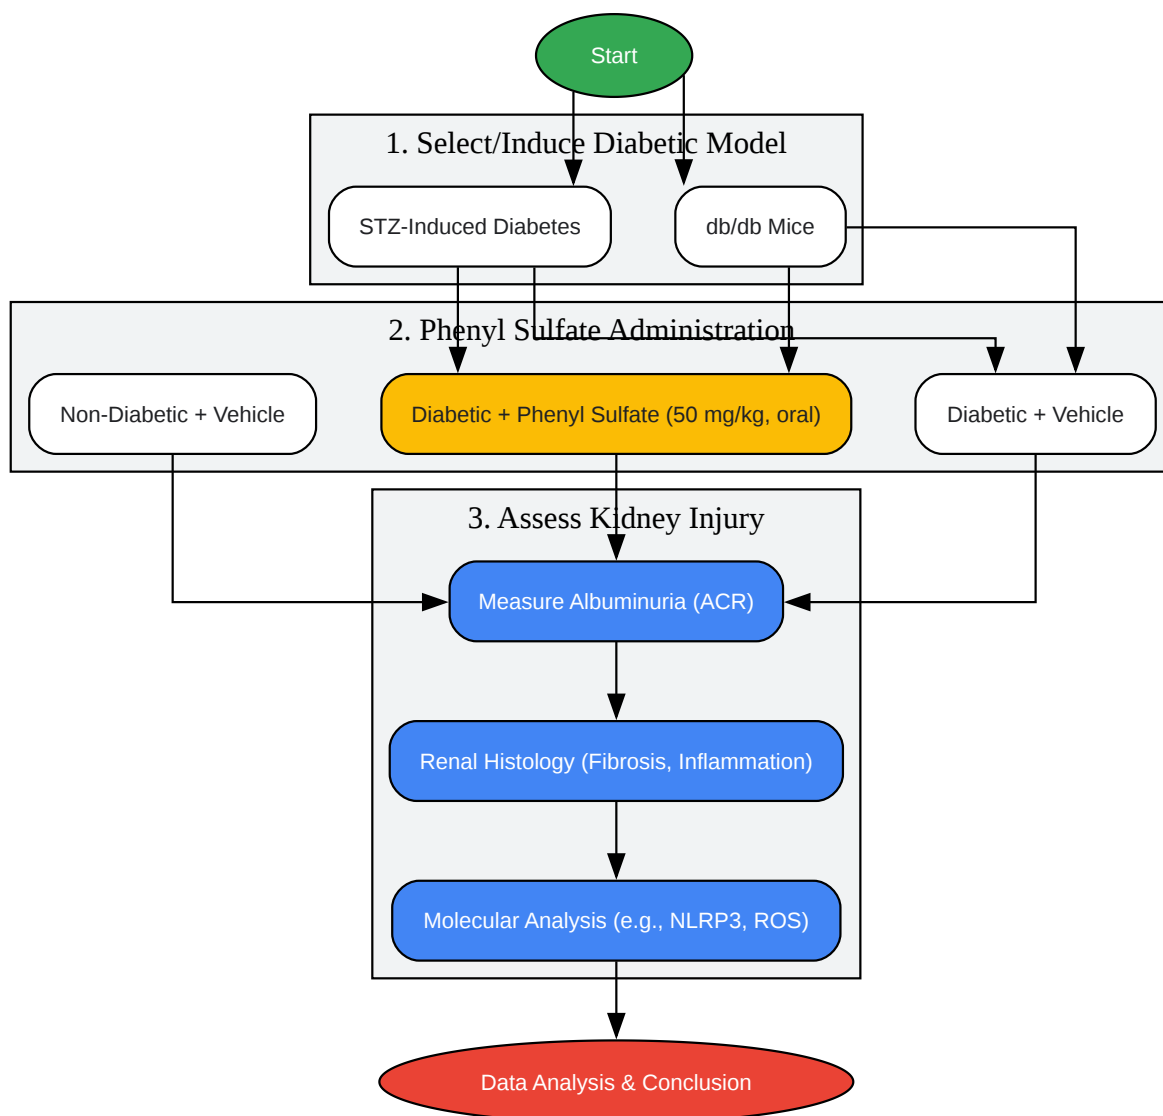 Start
1. Select/Induce Diabetic Model
STZ-Induced Diabetes
db/db Mice
2. Phenyl Sulfate Administration
Non-Diabetic + Vehicle
Diabetic + Phenyl Sulfate (50 mg/kg, oral)
Diabetic + Vehicle
3. Assess Kidney Injury
Measure Albuminuria (ACR)
Renal Histology (Fibrosis, Inflammation)
Molecular Analysis (e.g., NLRP3, ROS)
Data Analysis & Conclusion